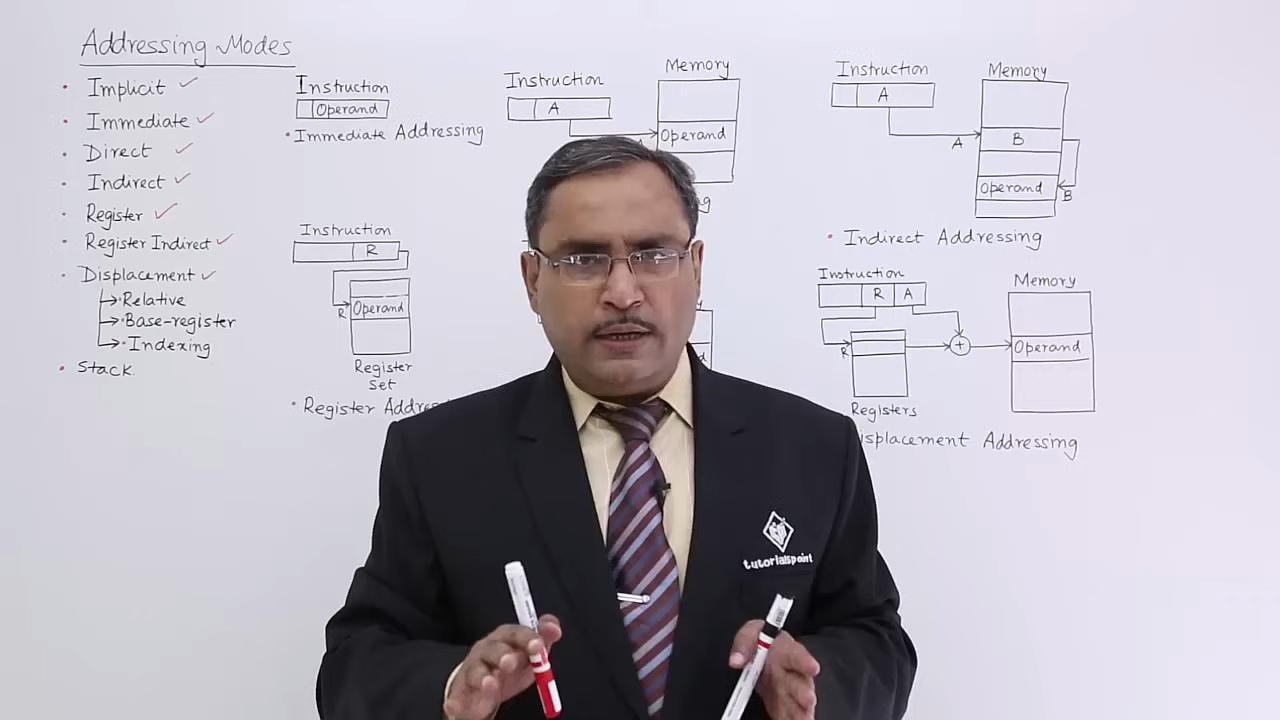 Addressing Modes
Implicit
Immediate
Direct
Indirect
Register
Register Indirect
Displacement
Relative
Base-register
Indexing
Stack
Instruction
Operand
Immediate Addressing
Instruction
A
Memory
Operand
Instruction
A
Memory
A
B
Operand
B
Indirect Addressing
Instruction
R
R
Operand
Register
Set
Register
Instruction
R A
Memory
R
+
Operand
Registers
Addressing
tutorialspoint